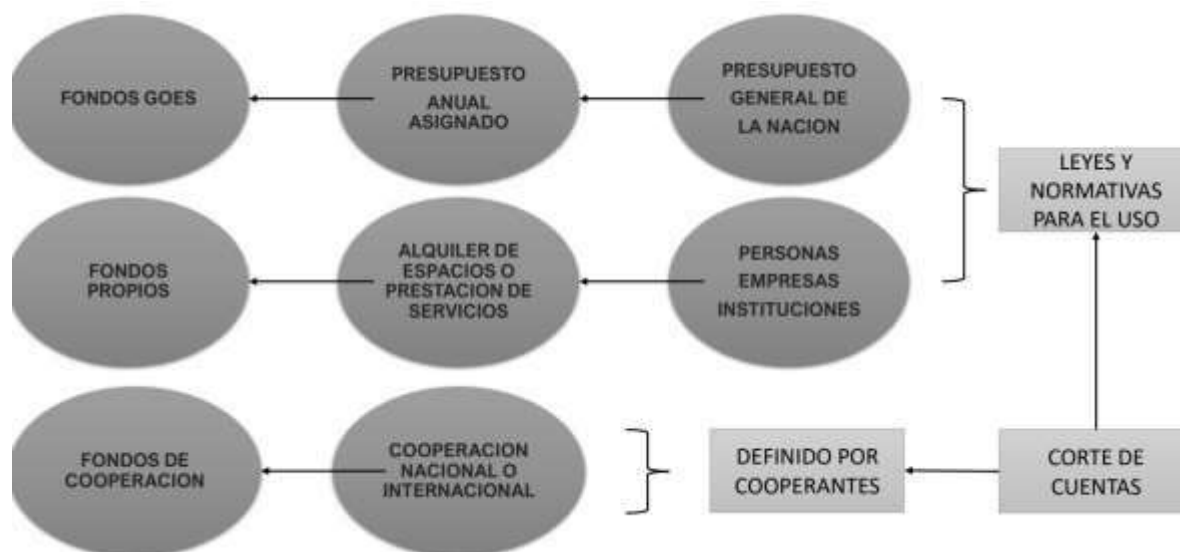 FONDOS GOES
PRESUPUESTO
ANUAL
ASIGNADO
PRESUPUESTO
GENERAL DE
LA NACION
LEYES Y
NORMATIVAS
PARA EL USO
FONDOS
PROPIOS
ALQUILER DE
ESPACIOS O
PRESTACION DE
SERVICIOS
PERSONAS
EMPRESAS
INSTITUCIONES
FONDOS DE
COOPERACION
COOPERACION
NACIONAL O
INTERNACIONAL
DEFINIDO POR
COOPERANTES
CORTE DE
CUENTAS